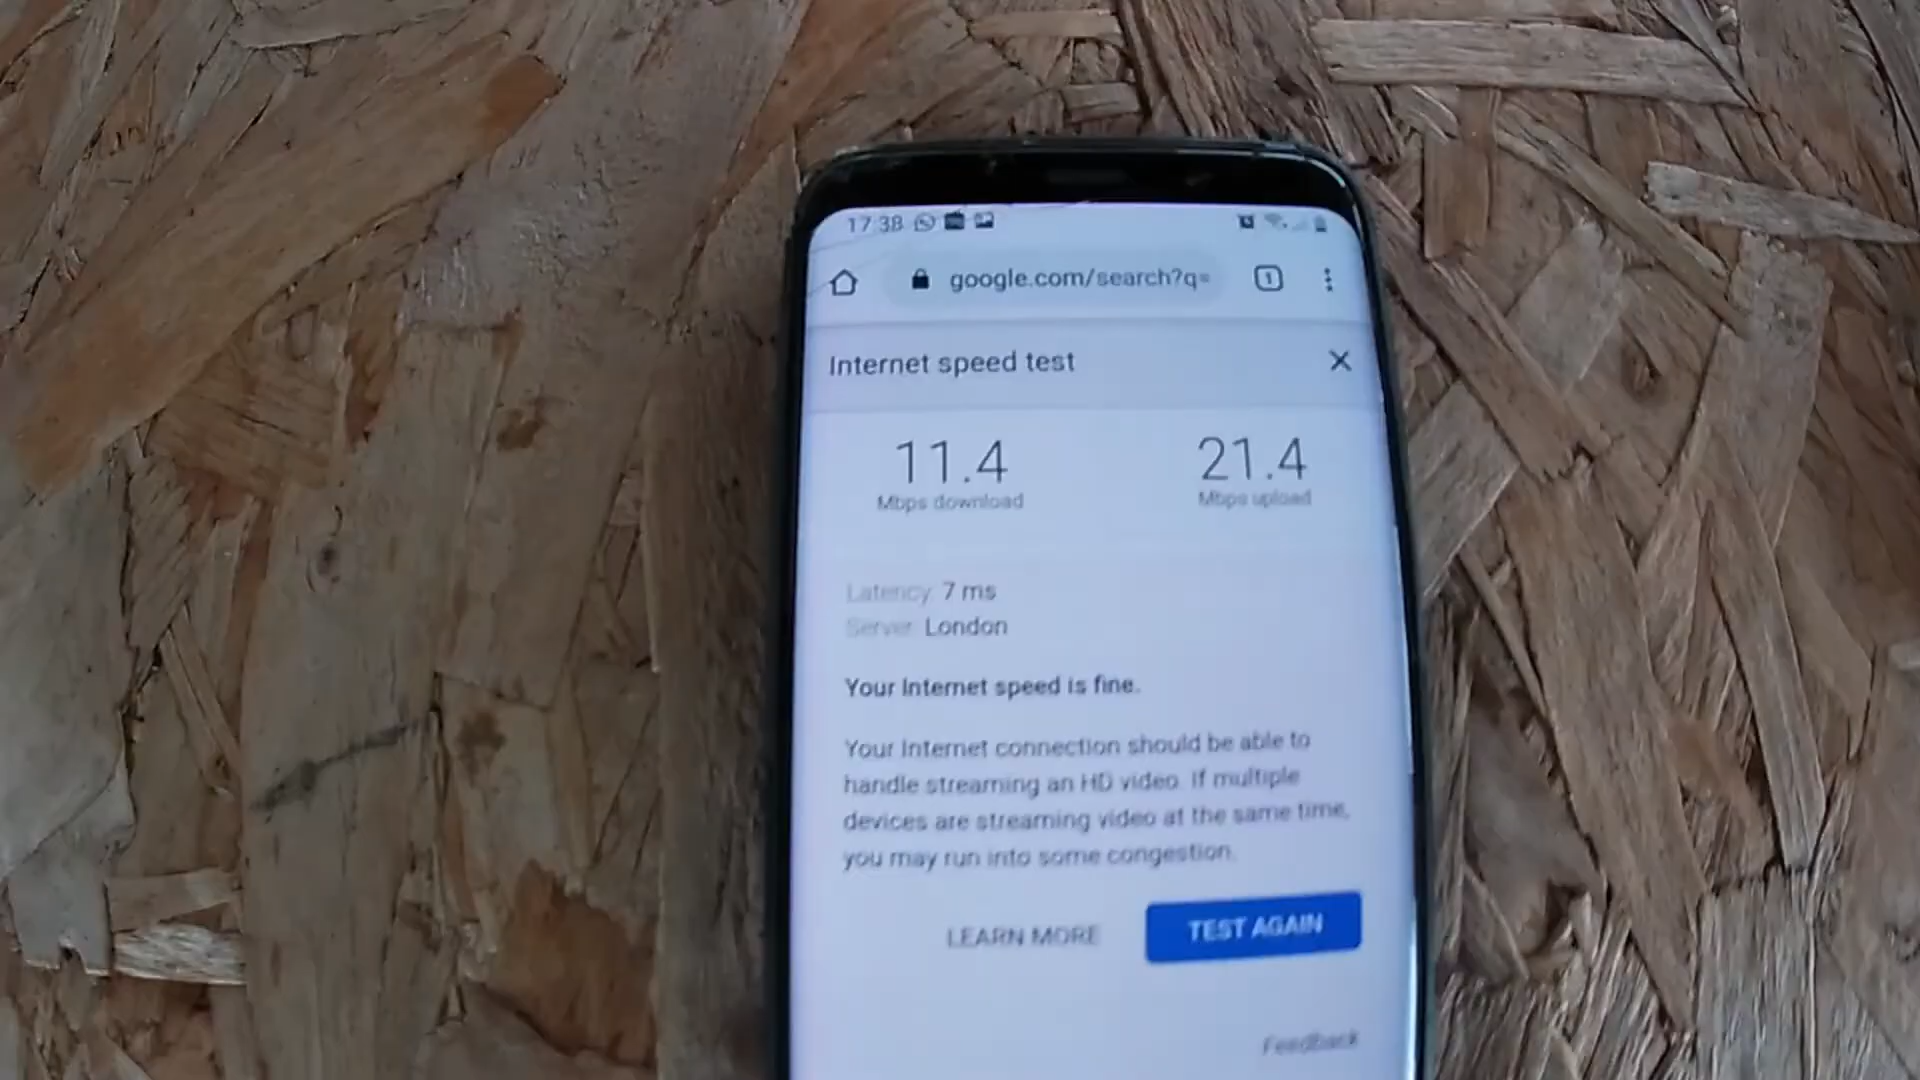 17:38
google.com/search?q=
1
Internet speed test
11.4 21.4
Mbps download Mbps upload
Latency: 7 ms
Server: London
Your Internet speed is fine.
Your Internet connection should be able to
handle streaming an HD video. If multiple
devices are streaming video at the same time,
you may run into some congestion.
LEARN MORE TEST AGAIN
Feedback